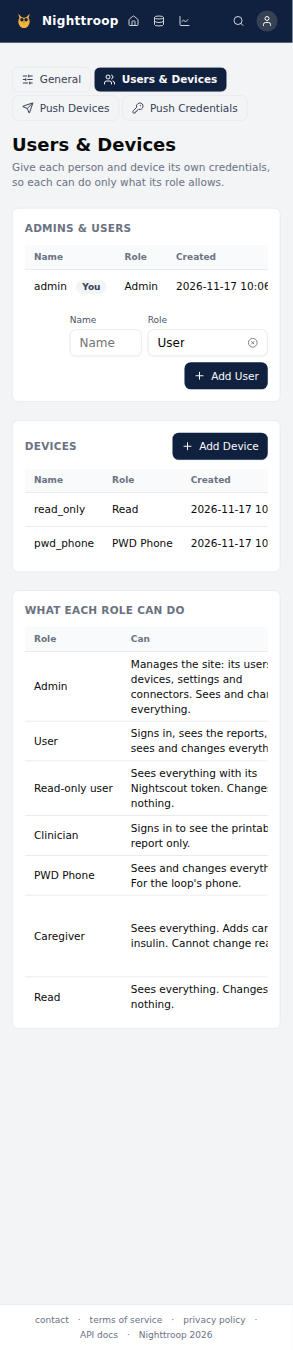 Nighttroop
General
Users & Devices
Push Devices
Push Credentials
Users & Devices
Give each person and device its own credentials,
so each can do only what its role allows.
ADMINS & USERS
Name Role Created
admin You Admin 2026-11-17 10:06
Name Role
Name User
Add User
DEVICES
Add Device
Name Role Created
read_only Read 2026-11-17 10
pwd_phone PWD Phone 2026-11-17 10
WHAT EACH ROLE CAN DO
Role Can
Admin
Manages the site: its users
devices, settings and
connectors. Sees and
everything.
User
Signs in, sees the reports,
sees and changes
Read-only user
Sees everything with its
Nightscout token.
nothing.
Clinician
Signs in to see the
report only.
PWD Phone
Sees and changes
For the loop's phone.
Caregiver
Sees everything. Adds
insulin. Cannot change
Read
Sees everything. Changes
nothing.
contact · terms of service · privacy policy ·
API docs · Nighttroop 2026